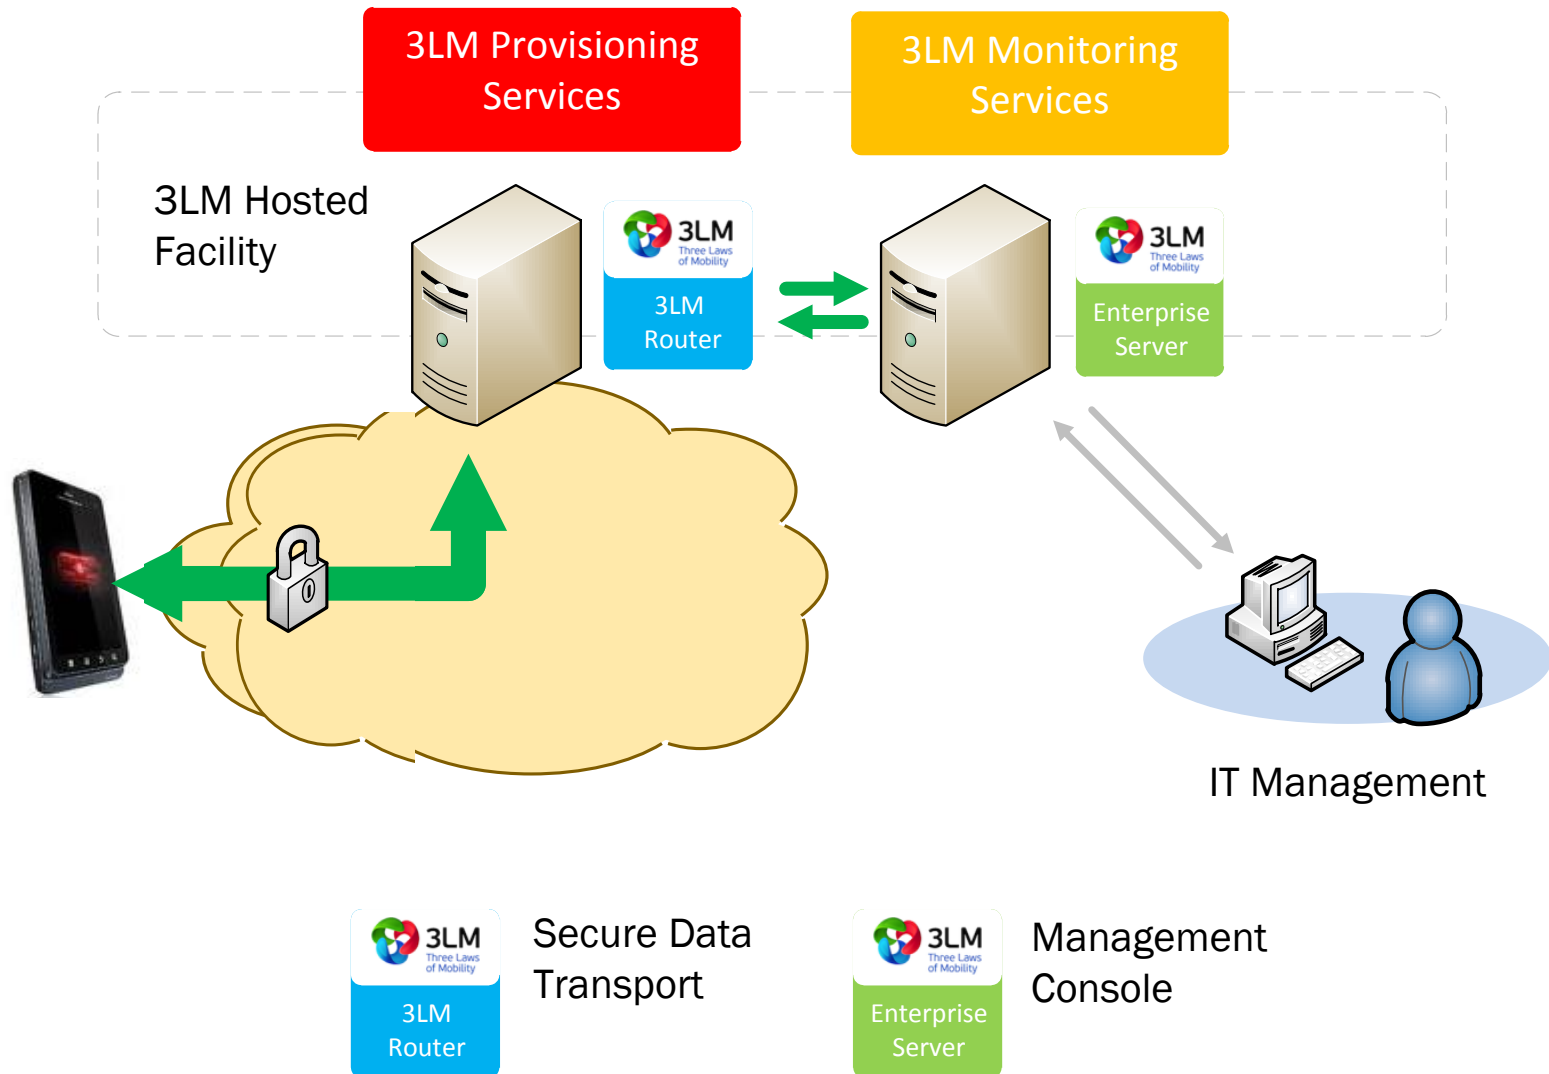 3LM Provisioning
Services
3LM Monitoring
Services
3LM Hosted
Facility
3LM
Three Laws
of Mobility
3LM
Router
3LM
Three Laws
of Mobility
Enterprise
Server
IT Management
3LM
Three Laws
of Mobility
3LM
Router
Secure Data
Transport
3LM
Three Laws
of Mobility
Enterprise
Server
Management
Console